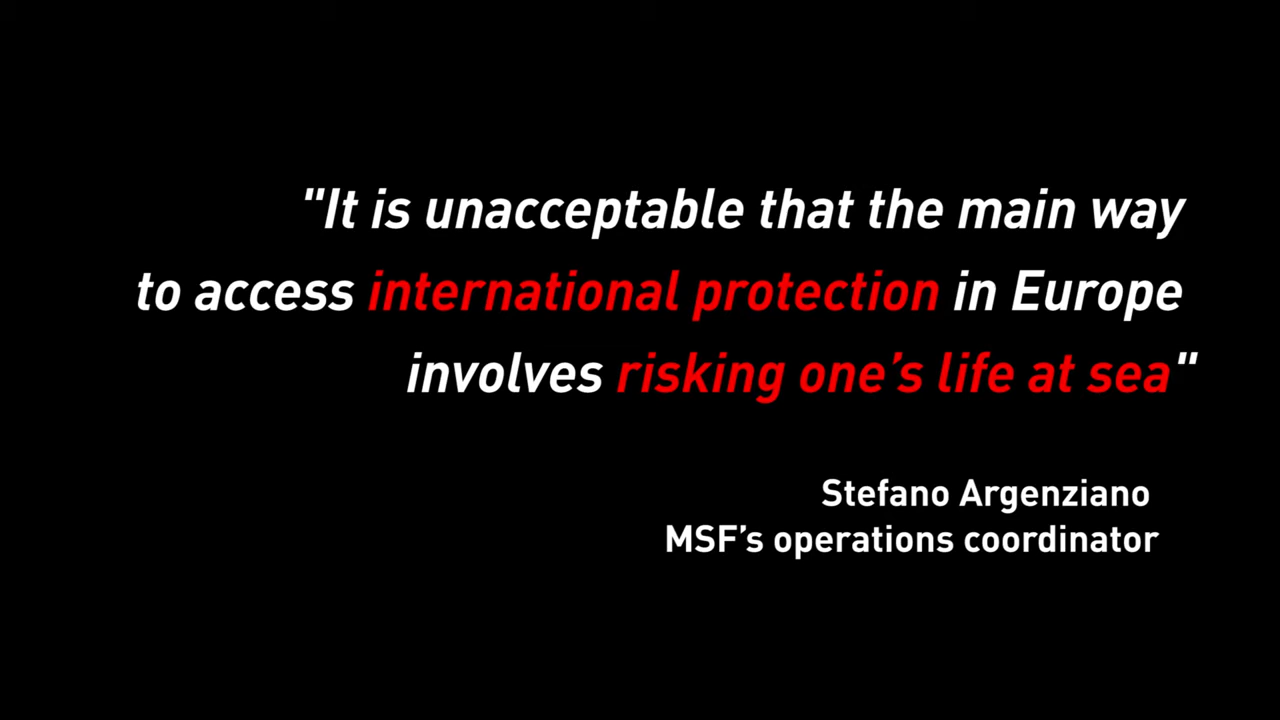 "It is unacceptable that the main way
to access international protection in Europe
involves risking one’s life at sea"
Stefano Argenziano
MSF’s operations coordinator